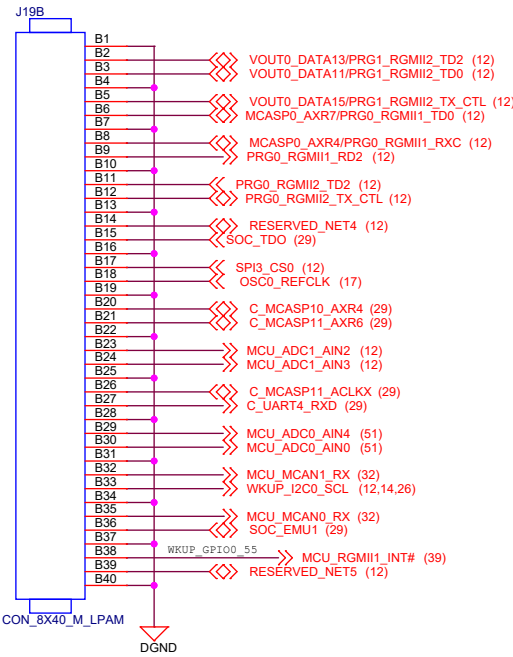 J19B
B1
B2 VOUT0_DATA13/PRG1_RGMII2_TD2 (12)
B3 VOUT0_DATA11/PRG1_RGMII2_TD0 (12)
B4
B5 VOUT0_DATA15/PRG1_RGMII2_TX_CTL (12)
B6 MCASP0_AXR7/PRG0_RGMII1_TD0 (12)
B7
B8 MCASP0_AXR4/PRG0_RGMII1_RXC (12)
B9 PRG0_RGMII1_RD2 (12)
B10
B11 PRG0_RGMII2_TD2 (12)
B12 PRG0_RGMII2_TX_CTL (12)
B13
B14 RESERVED_NET4 (12)
B15 SOC_TDO (29)
B16
B17 SPI3_CS0 (12)
B18 OSC0_REFCLK (17)
B19
B20 C_MCASP10_AXR4 (29)
B21 C_MCASP11_AXR6 (29)
B22
B23 MCU_ADC1_AIN2 (12)
B24 MCU_ADC1_AIN3 (12)
B25
B26 C_MCASP11_ACLKX (29)
B27 C_UART4_RXD (29)
B28
B29 MCU_ADC0_AIN4 (51)
B30 MCU_ADC0_AIN0 (51)
B31
B32 MCU_MCAN1_RX (32)
B33 WKUP_I2C0_SCL (12,14,26)
B34
B35 MCU_MCAN0_RX (32)
B36 SOC_EMU1 (29)
B37
B38 WKUP_GPIO0_55 MCU_RGMII1_INT# (39)
B39 RESERVED_NET5 (12)
B40
CON_8X40_M_LPAM
DGND